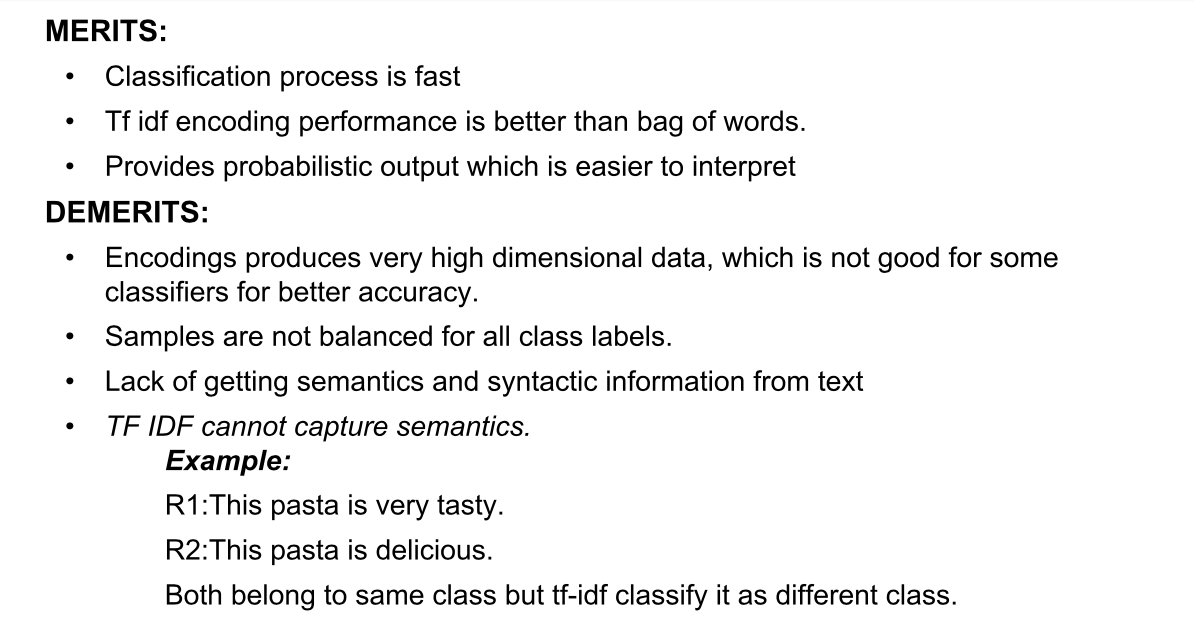 MERITS:
• Classification process is fast
• Tf idf encoding performance is better than bag of words.
• Provides probabilistic output which is easier to interpret
DEMERITS:
• Encodings produces very high dimensional data, which is not good for some
classifiers for better accuracy.
• Samples are not balanced for all class labels.
• Lack of getting semantics and syntactic information from text
• TF IDF cannot capture semantics.
Example:
R1:This pasta is very tasty.
R2:This pasta is delicious.
Both belong to same class but tf-idf classify it as different class.